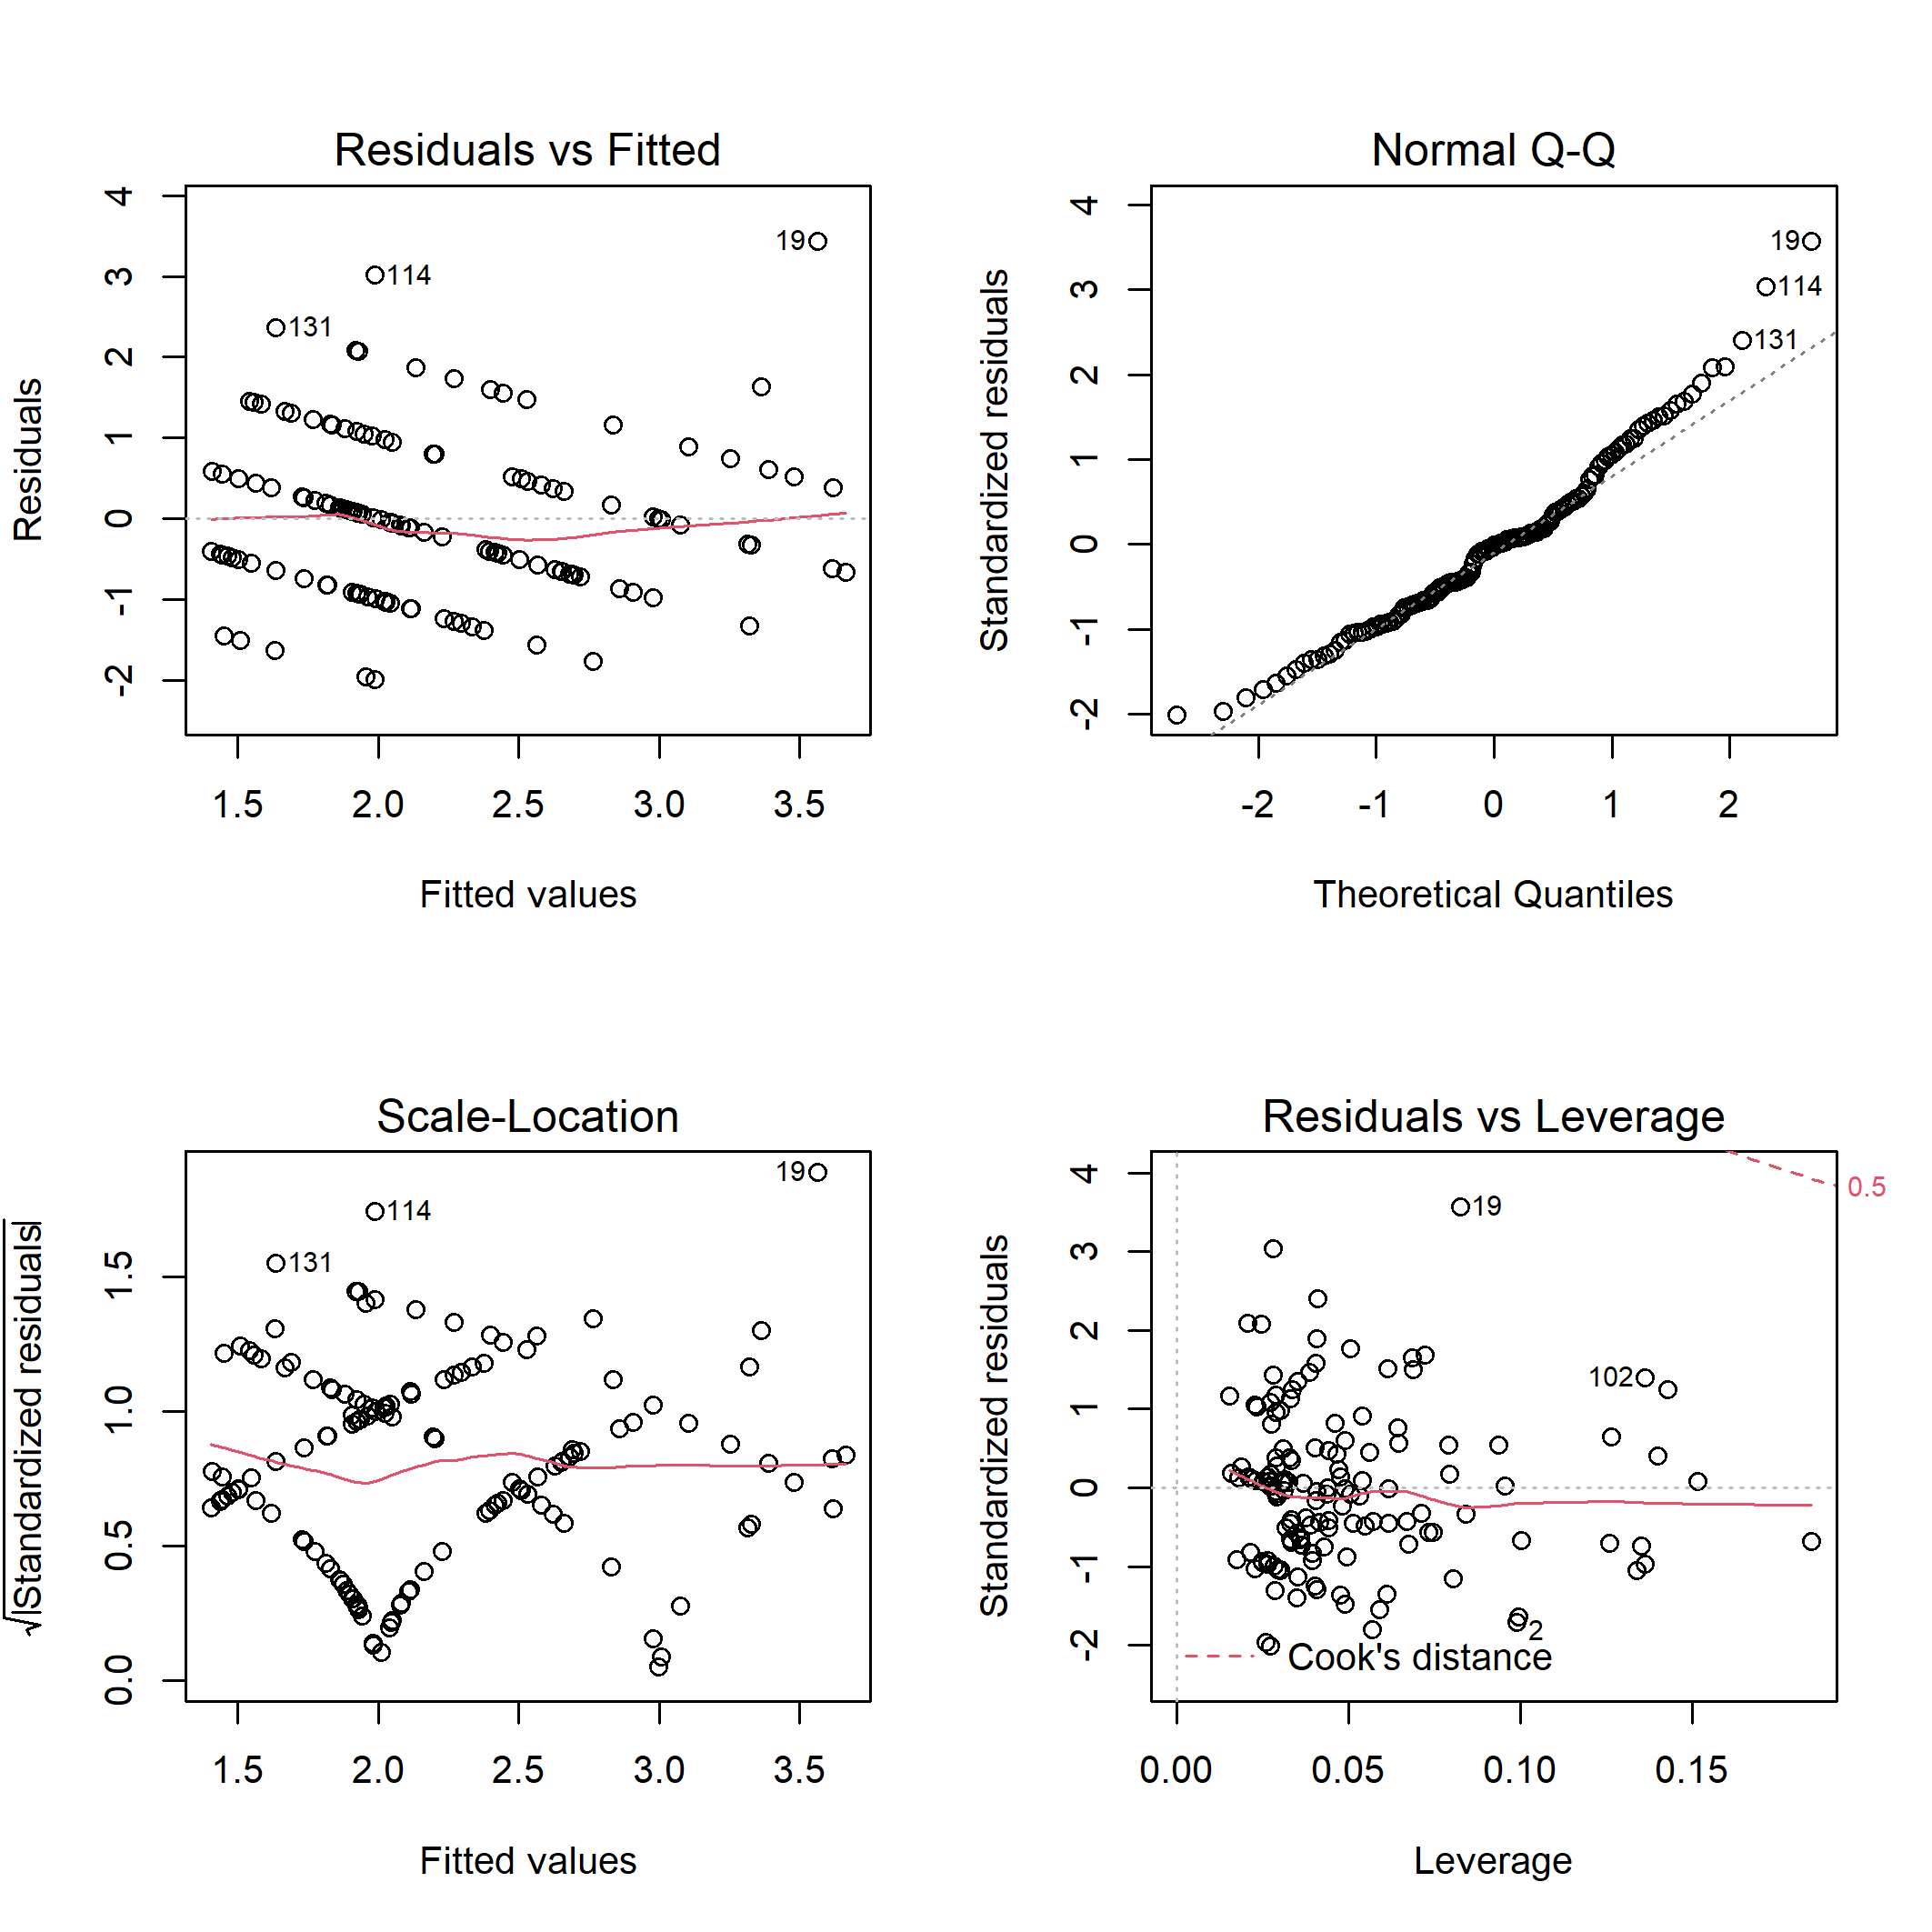 Residuals vs Fitted
Residuals
4
3
2
1
0
-1
-2
19
114
131
1.5 2.0 2.5 3.0 3.5
Fitted values
Normal Q-Q
Standardized residuals
4
3
2
1
0
-1
-2
19
114
131
-2 -1 0 1 2
Theoretical Quantiles
Scale-Location
√|Standardized residuals|
1.5
1.0
0.5
0.0
19
114
131
1.5 2.0 2.5 3.0 3.5
Fitted values
Residuals vs Leverage
Standardized residuals
4
3
2
1
0
-1
-2
0.5
19
102
2
Cook's distance
0.00 0.05 0.10 0.15
Leverage